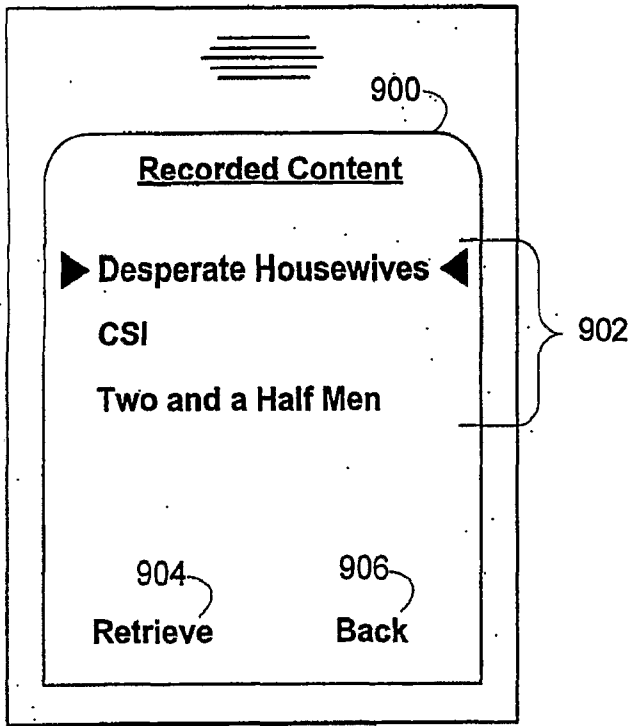 900
Recorded Content
Desperate Housewives
CSI
902
Two and a Half Men
904
906
Retrieve
Back